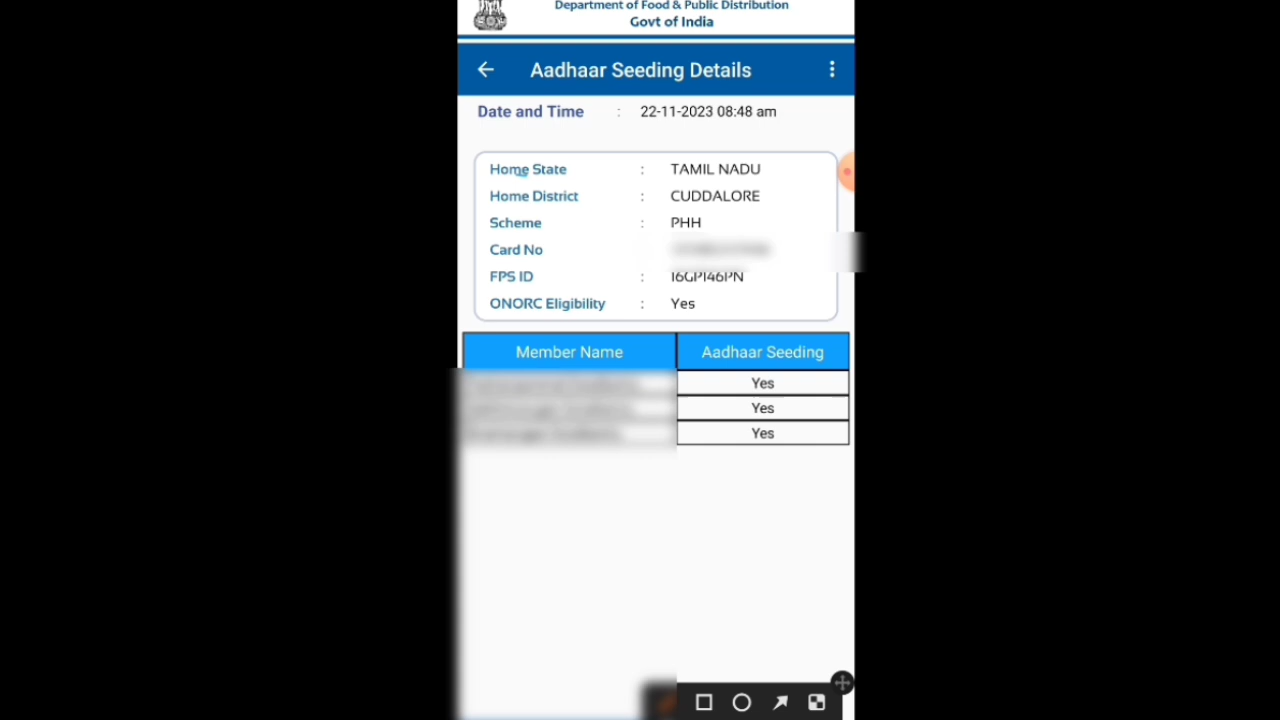 Department of Food & Public Distribution
Govt of India
Aadhaar Seeding Details
Date and Time : 22-11-2023 08:48 am
Home State : TAMIL NADU
Home District : CUDDALORE
Scheme : PHH
Card No
FPS ID : 16GP146PN
ONORC Eligibility : Yes
Member Name Aadhaar Seeding
Yes
Yes
Yes